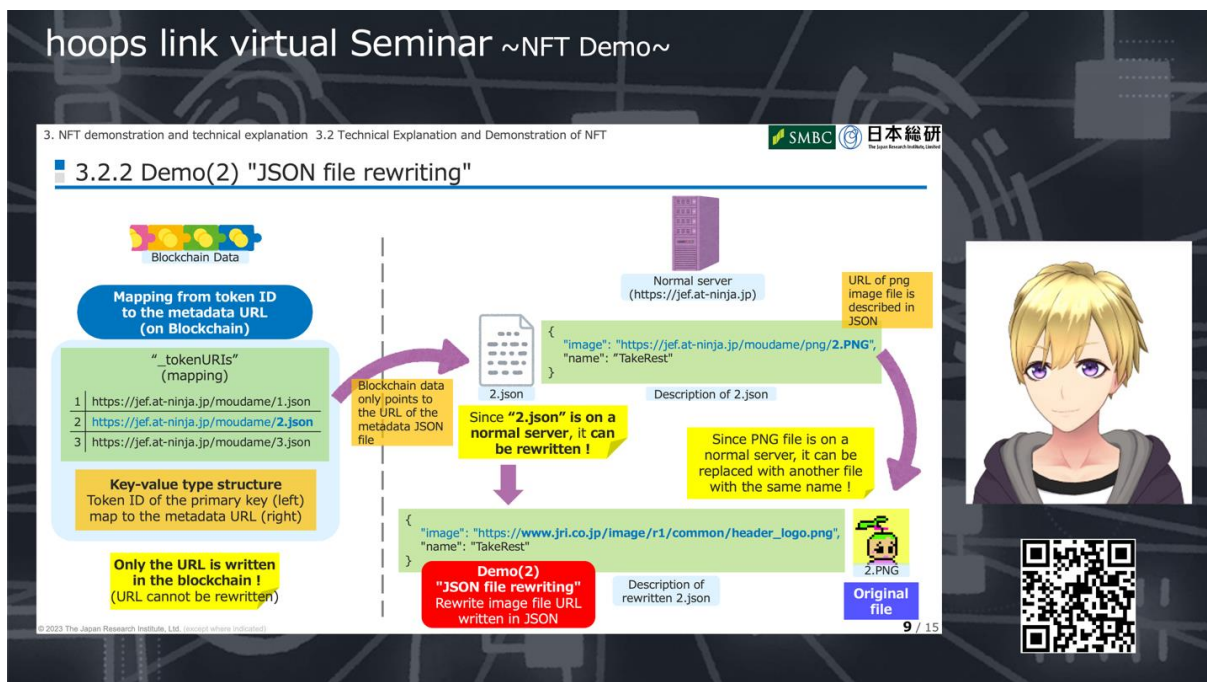 hoops link virtual Seminar ~NFT Demo~
3. NFT demonstration and technical explanation 3.2 Technical Explanation and Demonstration of NFT
SMBC
日本総研
The Japan Research Institute, Limited
3.2.2 Demo(2) "JSON file rewriting"
Blockchain Data
Mapping from token ID
to the metadata URL
(on Blockchain)
“_tokenURIs”
(mapping)
1 https://jef.at-ninja.jp/moudame/1.json
2 https://jef.at-ninja.jp/moudame/2.json
3 https://jef.at-ninja.jp/moudame/3.json
Key-value type structure
Token ID of the primary key (left)
map to the metadata URL (right)
Only the URL is written
in the blockchain !
(URL cannot be rewritten)
Blockchain data
only points to
the URL of the
metadata JSON
file
Normal server
(https://jef.at-ninja.jp)
URL of png
image file is
described in
JSON
2.json
{
"image": "https://jef.at-ninja.jp/moudame/png/2.PNG",
"name": "TakeRest"
}
Description of 2.json
Since “2.json” is on a
normal server, it can
be rewritten !
Since PNG file is on a
normal server, it can be
replaced with another file
with the same name !
{
"image": "https://www.jri.co.jp/image/r1/common/header_logo.png",
"name": "TakeRest"
}
Demo(2)
"JSON file rewriting"
Rewrite image file URL
written in JSON
Description of
rewritten 2.json
2.PNG
Original
file
© 2023 The Japan Research Institute, Ltd. (except where indicated)
9 / 15